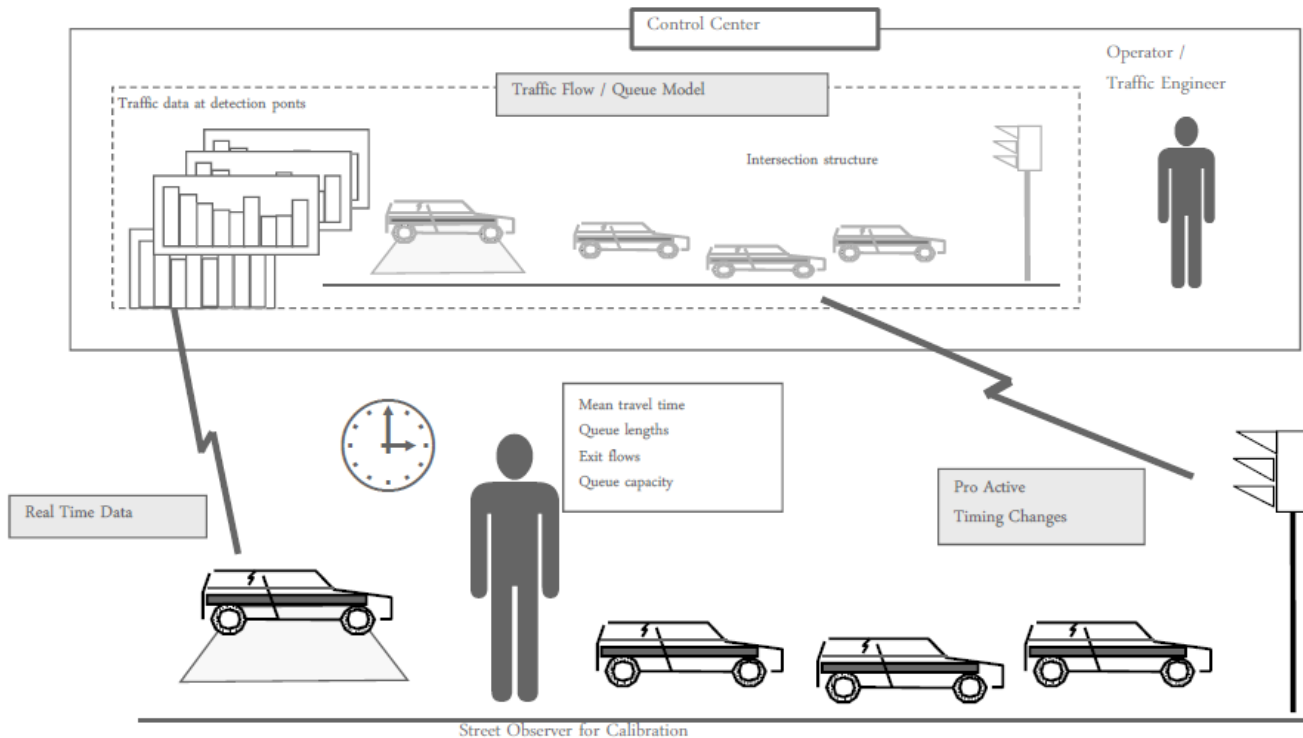 Control Center
Operator /
Traffic Engineer
Traffic Flow / Queue Model
Traffic data at detection ponts
Intersection structure
Mean travel time
Queue lengths
Exit flows
Queue capacity
Real Time Data
Pro Active
Timing Changes
Street Observer for Calibration